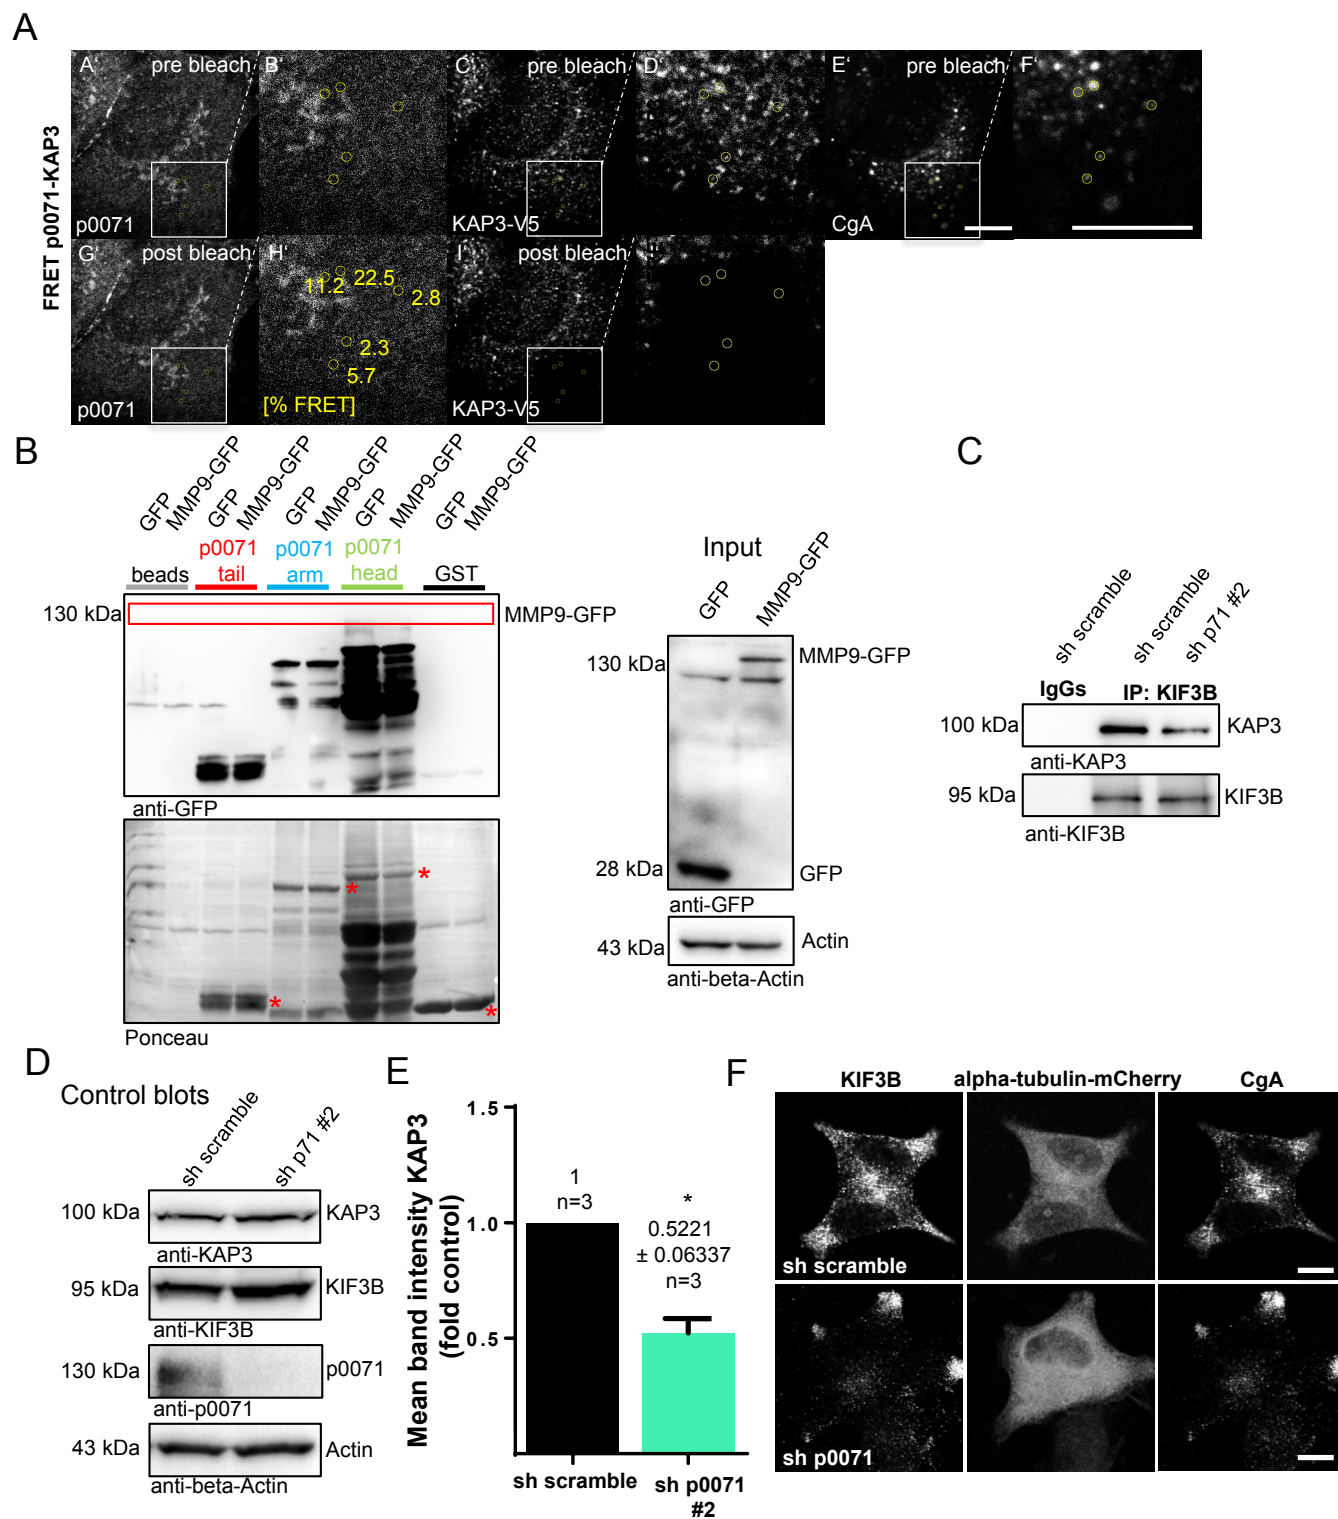 A
FRET p0071-KAP3
A' pre bleach B' C' pre bleach D' E' pre bleach F'
p0071 KAP3-V5 CgA
G' post bleach H' I' post bleach
11.2 22.5
2.8
2.3
5.7
p0071 [% FRET] KAP3-V5
B
GFP MMP9-GFP GFP MMP9-GFP GFP MMP9-GFP GFP MMP9-GFP GFP MMP9-GFP
beads p0071 tail p0071 arm p0071 head GST
130 kDa MMP9-GFP
anti-GFP
* * * *
Ponceau
Input
GFP MMP9-GFP
130 kDa MMP9-GFP
28 kDa GFP
anti-GFP
43 kDa Actin
anti-beta-Actin
C
sh scramble sh scramble sh p71 #2
IgGs IP: KIF3B
100 kDa KAP3
anti-KAP3
95 kDa KIF3B
anti-KIF3B
D
Control blots
sh scramble sh p71 #2
100 kDa KAP3
anti-KAP3
95 kDa KIF3B
anti-KIF3B
130 kDa p0071
anti-p0071
43 kDa Actin
anti-beta-Actin
E
Mean band intensity KAP3
(fold control)
1.5
1.0
0.5
0.0
1
n=3
*
0.5221
± 0.06337
n=3
sh scramble sh p0071
#2
F
KIF3B alpha-tubulin-mCherry CgA
sh scramble
sh p0071